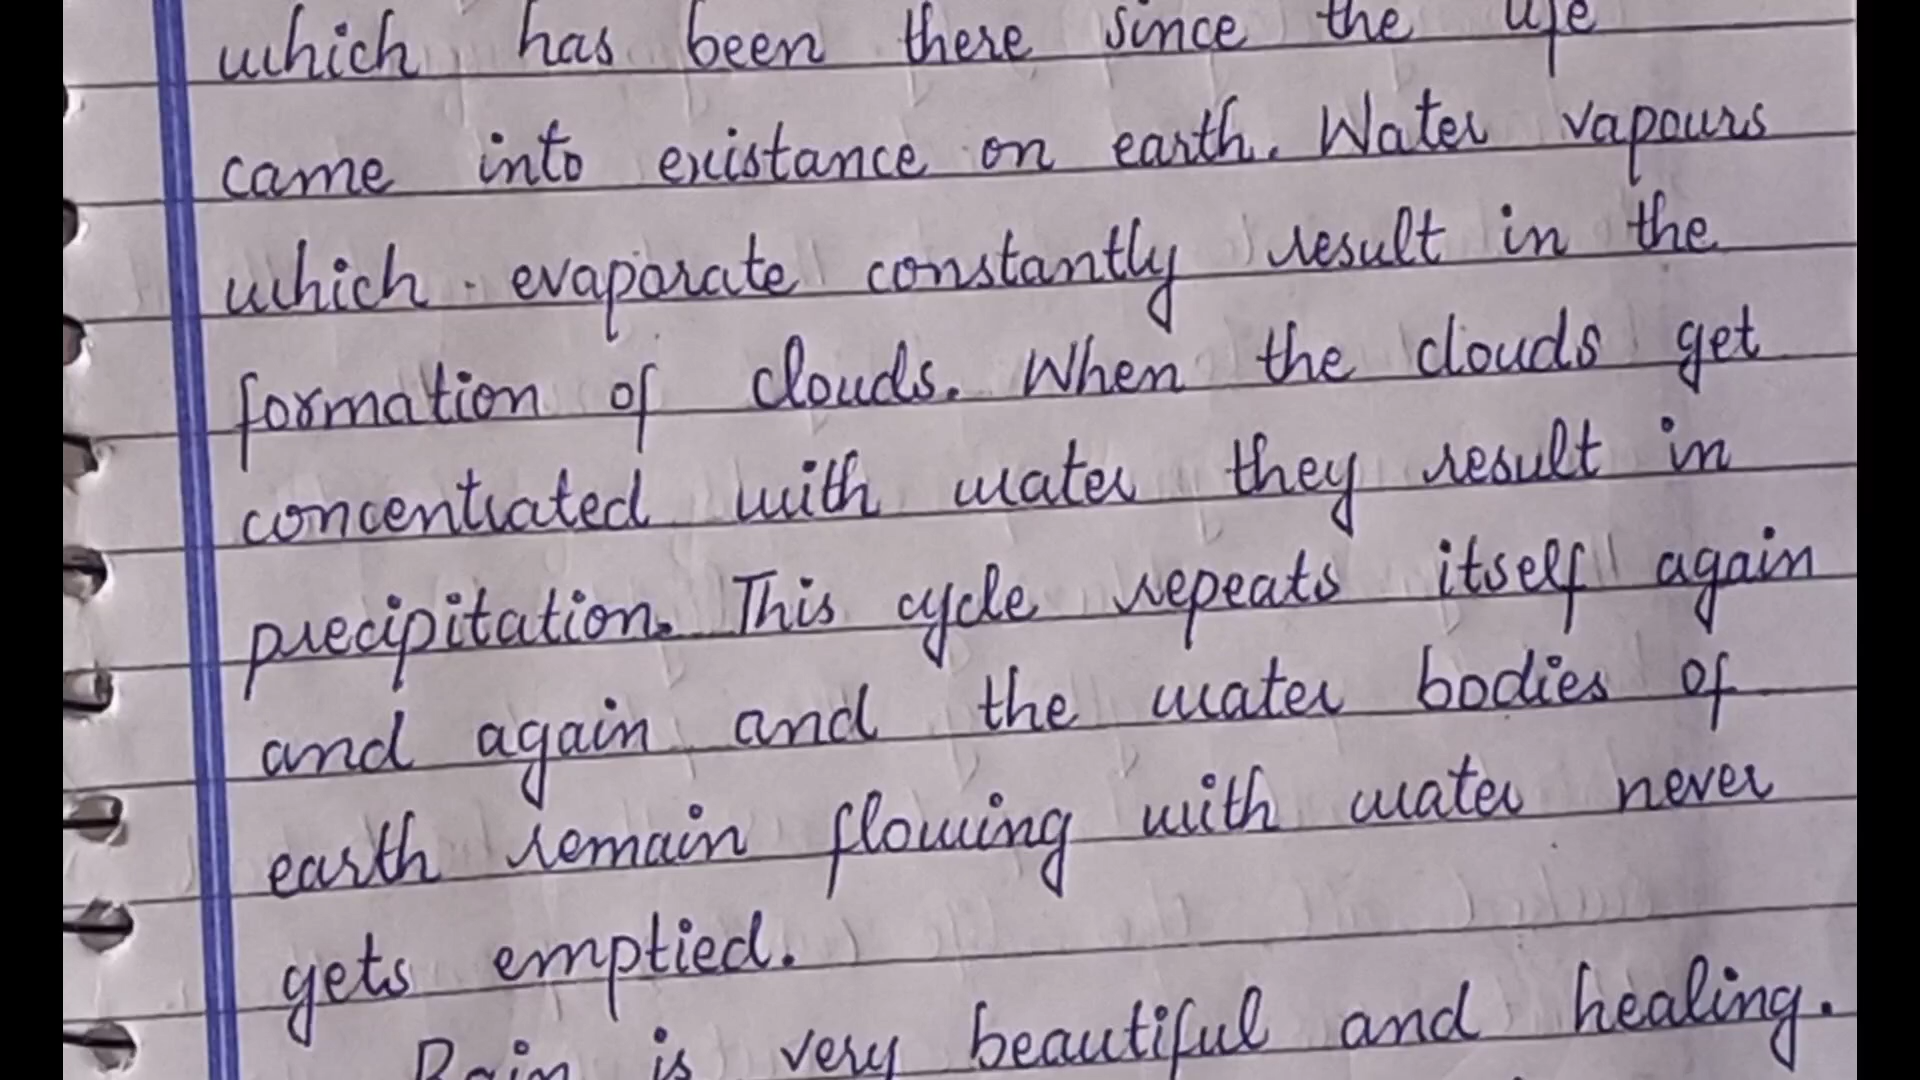 which has been there since the life
came into existance on earth. Water vapours
which evaporate constantly result in the
formation of clouds. When the clouds get
concentrated with water they result in
precipitation. This cycle repeats itself again
and again and the water bodies of
earth remain flowing with water never
gets emptied.
Rain is very beautiful and healing.